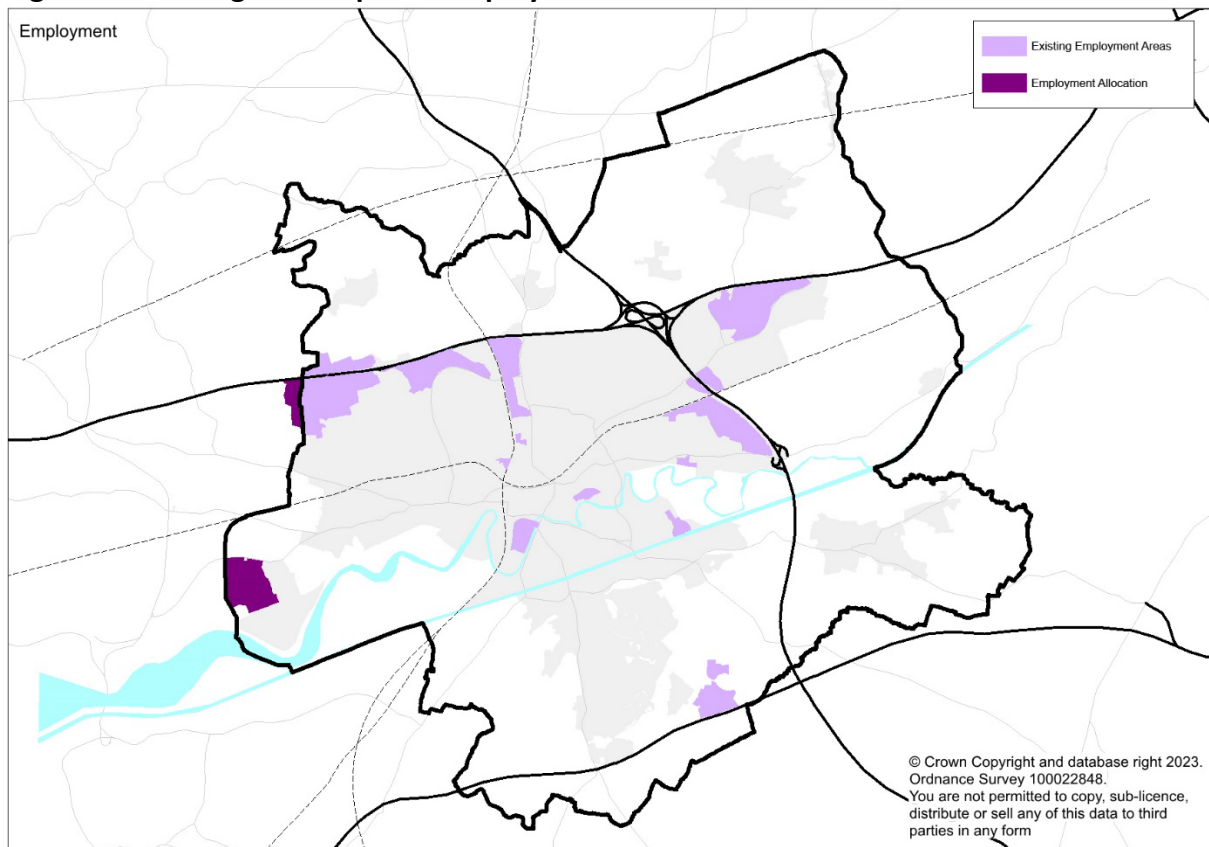 Employment
Existing Employment Areas
Employment Allocation
© Crown Copyright and database right 2023.
Ordnance Survey 100022848.
You are not permitted to copy, sub-licence,
distribute or sell any of this data to third
parties in any form